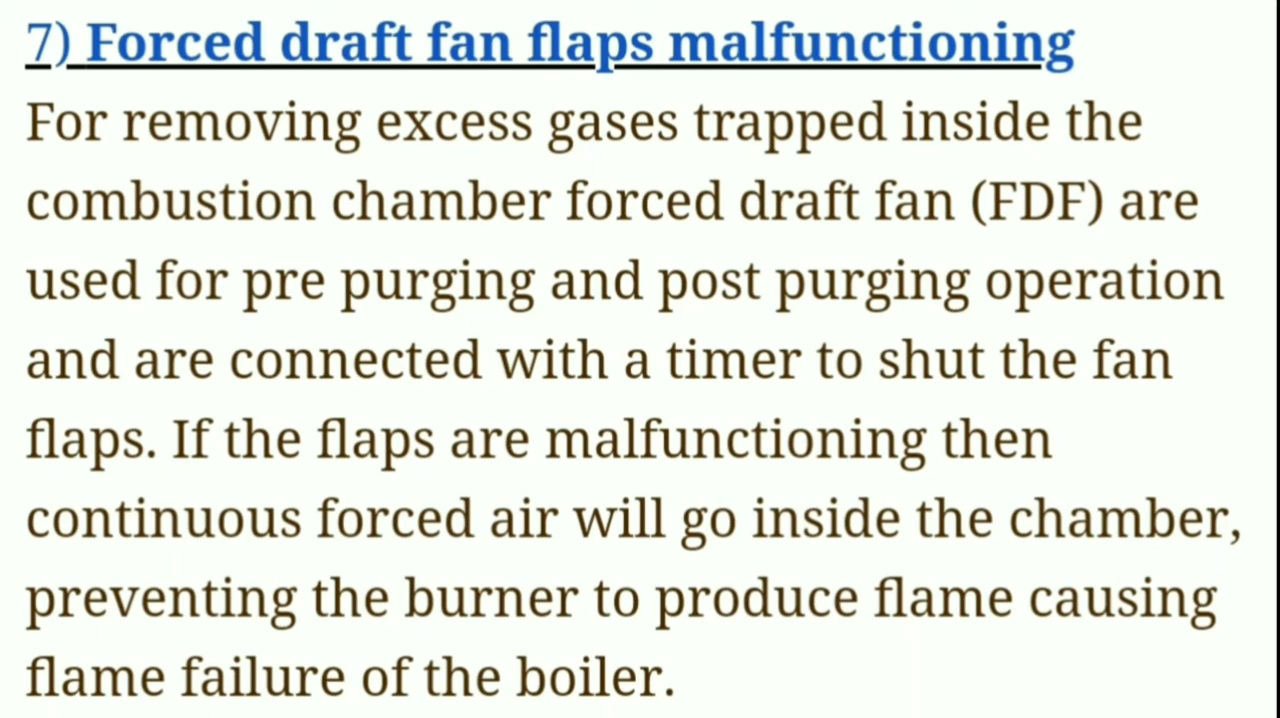 7) Forced draft fan flaps malfunctioning
For removing excess gases trapped inside the
combustion chamber forced draft fan (FDF) are
used for pre purging and post purging operation
and are connected with a timer to shut the fan
flaps. If the flaps are malfunctioning then
continuous forced air will go inside the chamber,
preventing the burner to produce flame causing
flame failure of the boiler.